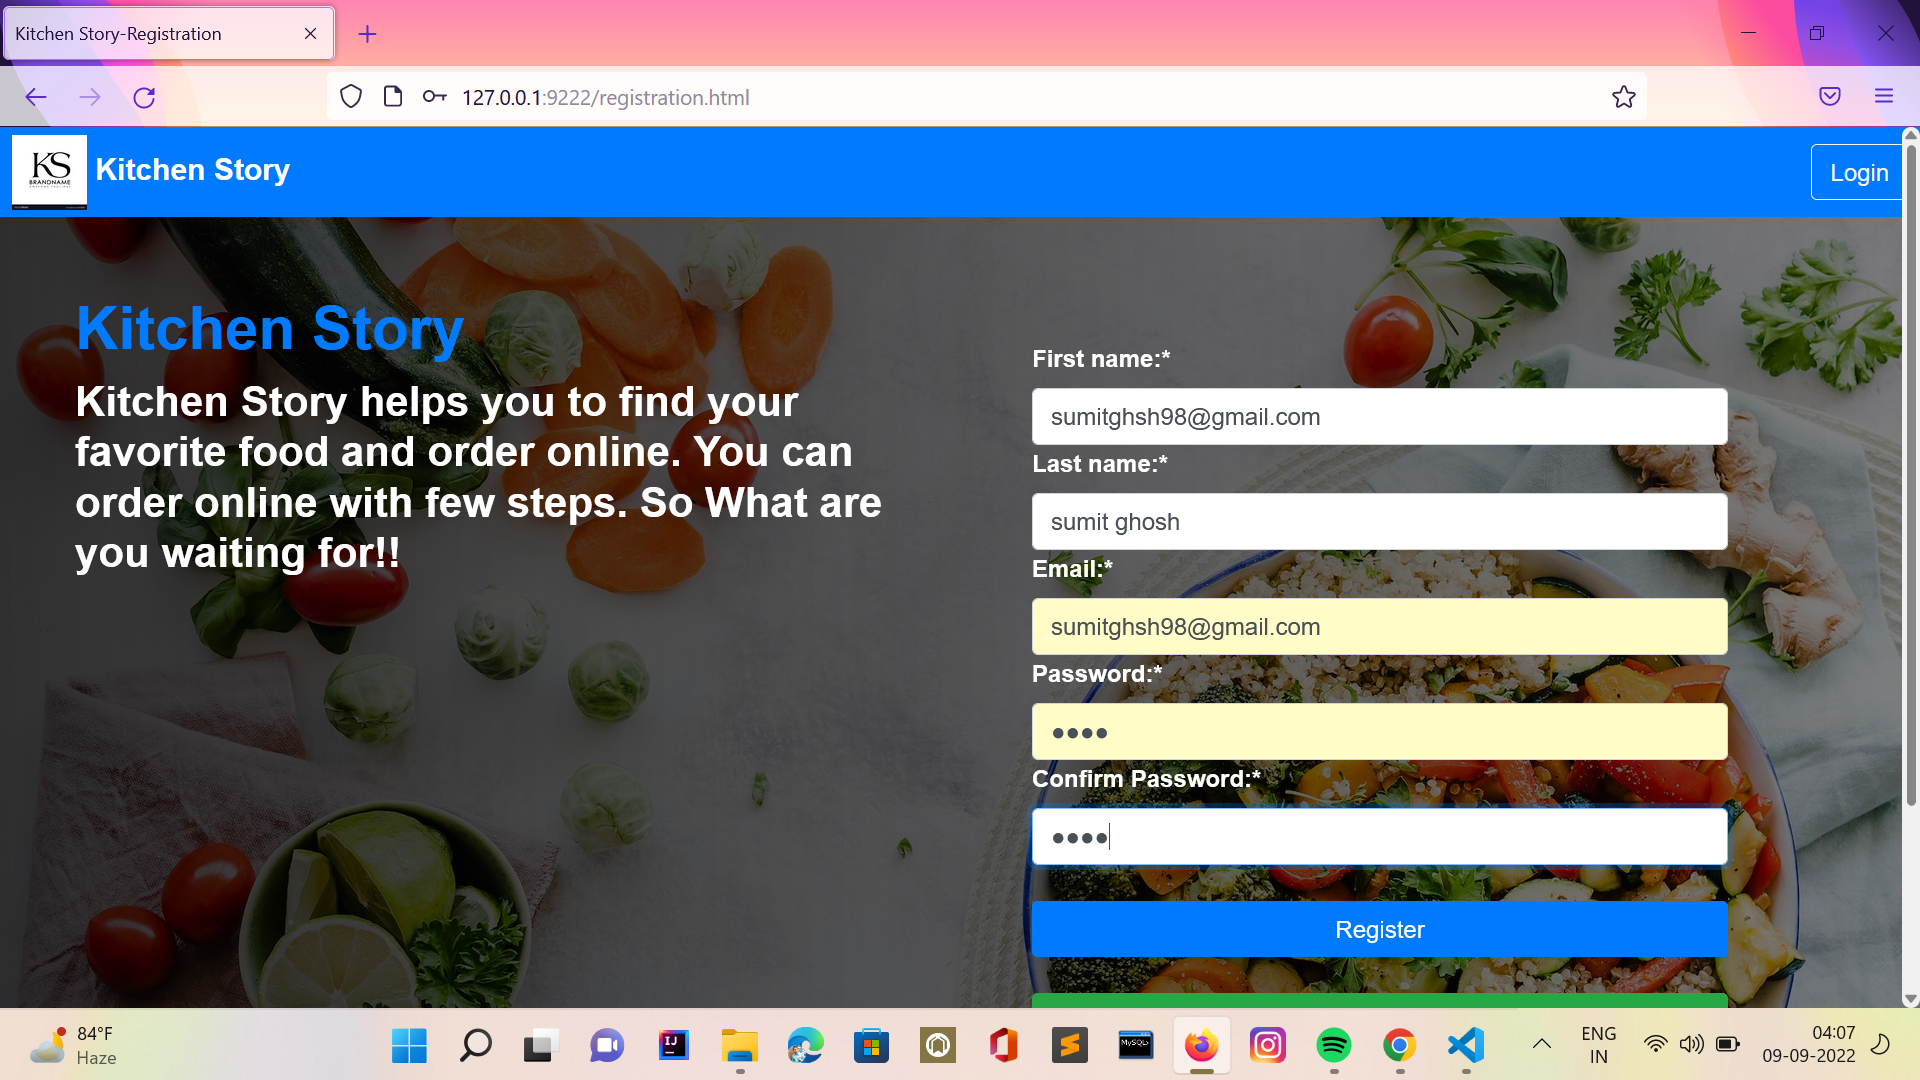 Kitchen Story-Registration
127.0.0.1:9222/registration.html
KS
BRANDNAME
Kitchen Story
Login
Kitchen Story
Kitchen Story helps you to find your
favorite food and order online. You can
order online with few steps. So What are
you waiting for!!
First name:*
sumitghsh98@gmail.com
Last name:*
sumit ghosh
Email:*
sumitghsh98@gmail.com
Password:*
Confirm Password:*
Register
84°F
Haze
IJ
MySQL
ENG
IN
04:07
09-09-2022